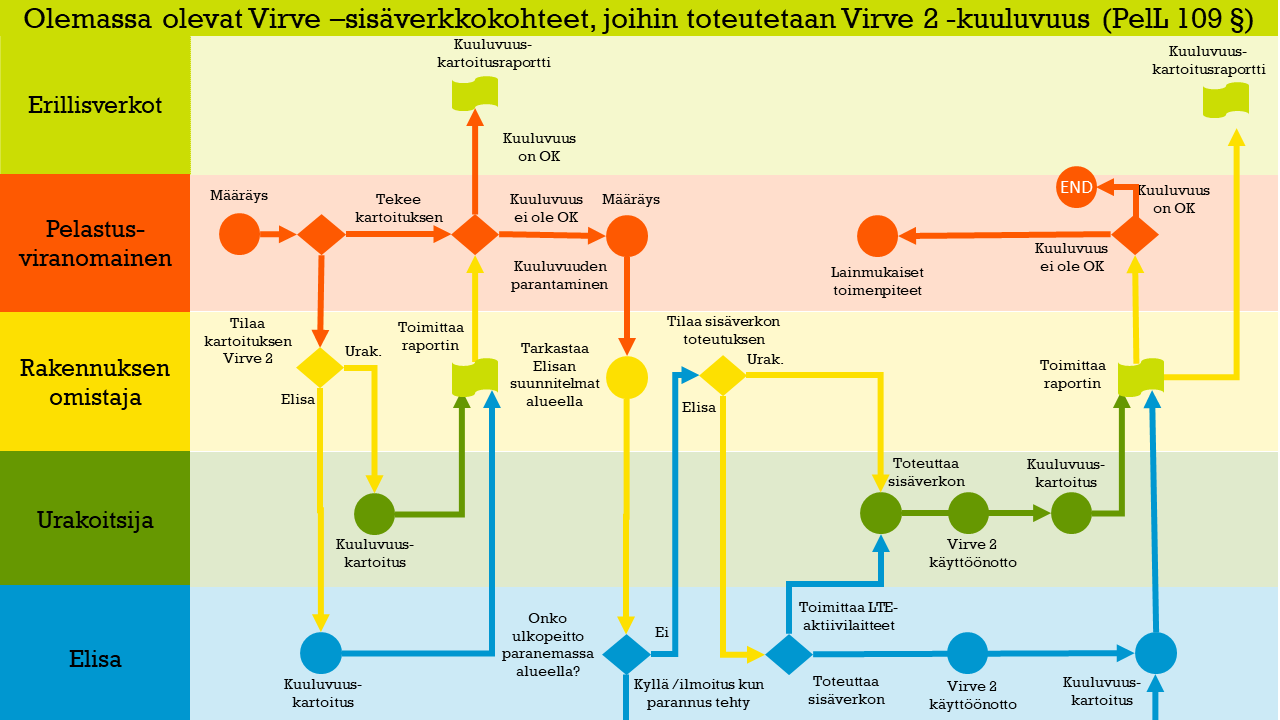 Olemassa olevat Virve –sisäverkkokohteet, joihin toteutetaan Virve 2 -kuuluvuus (PelL 109 §)
Erillisverkot
Kuuluvuus-
kartoitusraportti
Kuuluvuus
on OK
Kuuluvuus-
kartoitusraportti
Pelastus-
viranomainen
Määräys
Tekee
kartoituksen
Kuuluvuus
ei ole OK
Määräys
Kuuluvuuden
parantaminen
Lainmukaiset
toimenpiteet
END
Kuuluvuus
on OK
Kuuluvuus
ei ole OK
Rakennuksen
omistaja
Tilaa
kartoituksen
Virve 2
Urak.
Elisa
Toimittaa
raportin
Tarkastaa
Elisan
suunnitelmat
alueella
Tilaa sisäverkon
toteutuksen
Urak.
Elisa
Toimittaa
raportin
Urakoitsija
Kuuluvuus-
kartoitus
Toteuttaa
sisäverkon
Virve 2
käyttöönotto
Kuuluvuus-
kartoitus
Elisa
Kuuluvuus-
kartoitus
Onko
ulkopeitto
paranemassa
alueella?
Ei
Kyllä /ilmoitus kun
parannus tehty
Toimittaa LTE-
aktiivilaitteet
Toteuttaa
sisäverkon
Virve 2
käyttöönotto
Kuuluvuus-
kartoitus